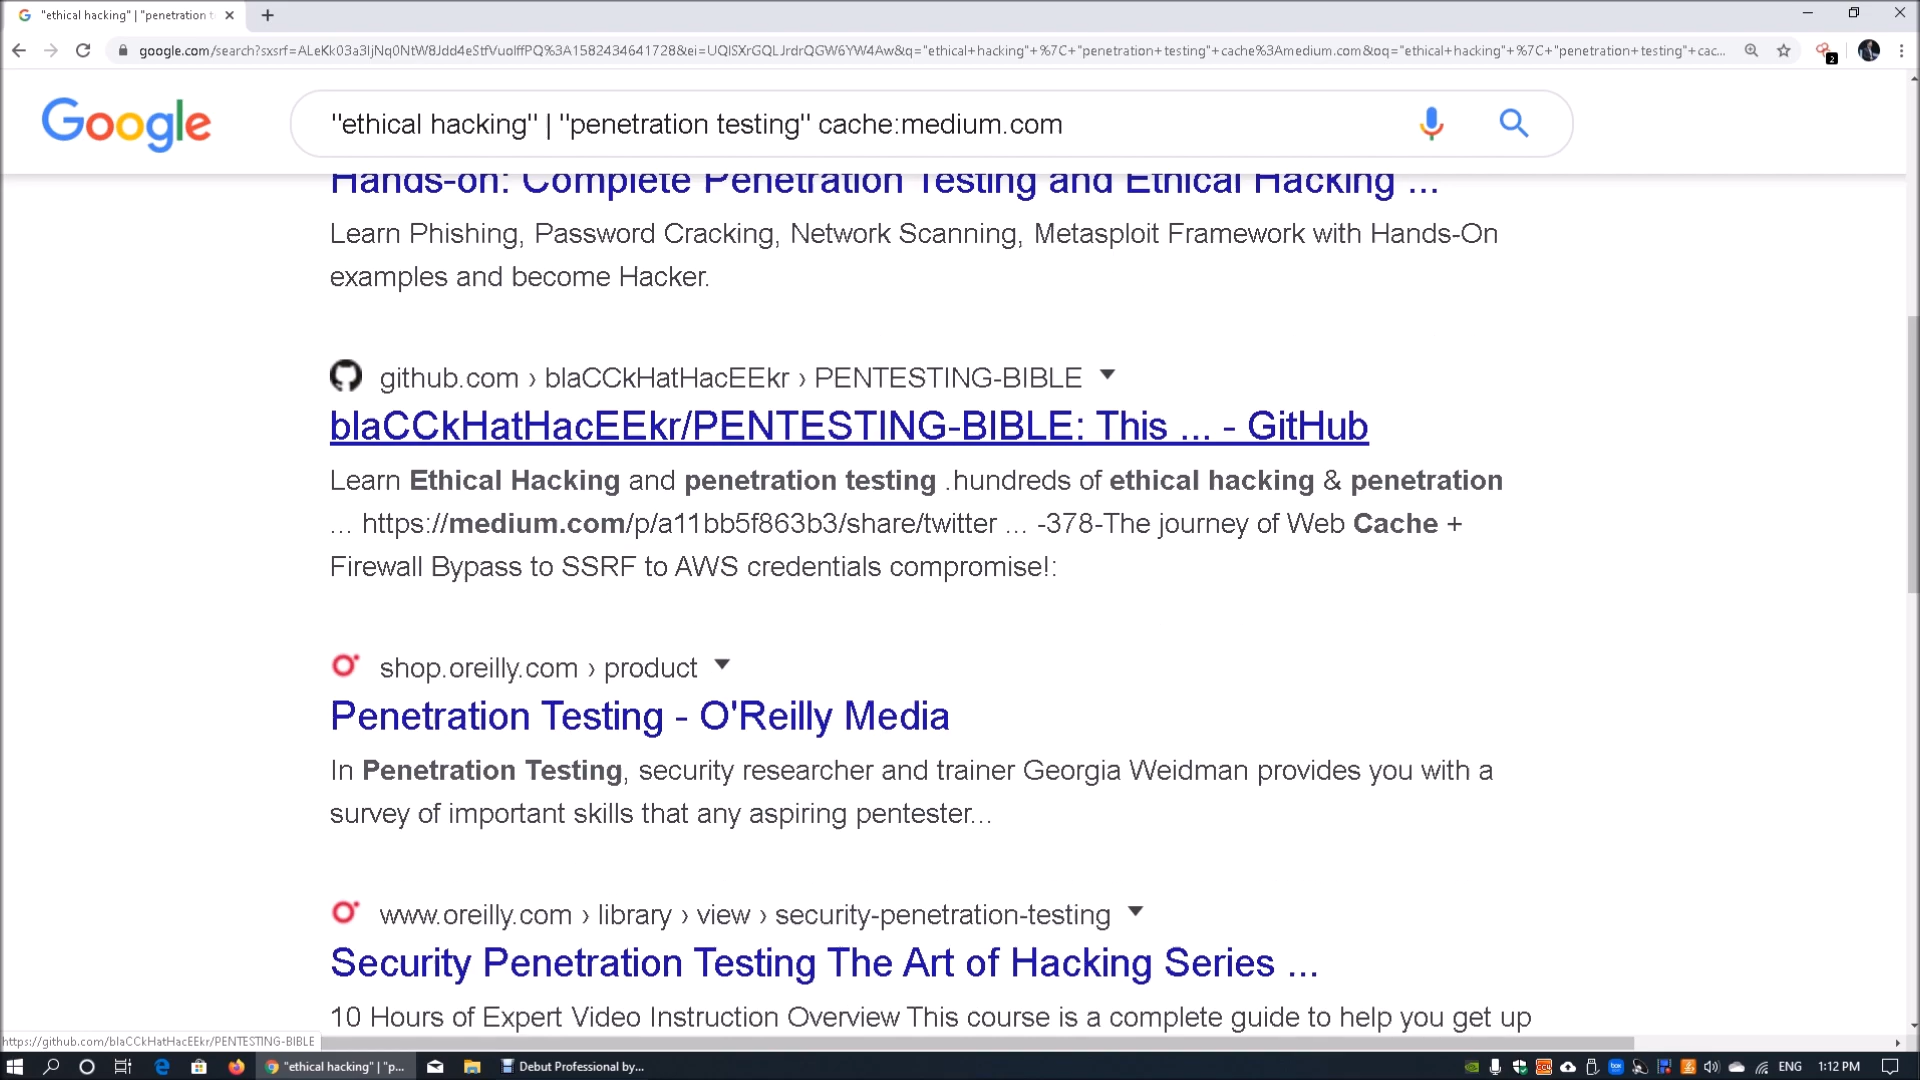 "ethical hacking" | "penetration t
google.com/search?sxsrf=ALeKk03a3ljNq0NtW8Jdd4eStfVuolffPQ%3A1582434641728&ei=UQlSXrGQLJrdrQGW6YW4Aw&q="ethical+hacking"+%7C+"penetration+testing"+cache%3Amedium.com&oq="ethical+hacking"+%7C+"penetration+testing"+cac...
2
Google
"ethical hacking" | "penetration testing" cache:medium.com
Hands-on: Complete Penetration Testing and Ethical Hacking ...
Learn Phishing, Password Cracking, Network Scanning, Metasploit Framework with Hands-On
examples and become Hacker.
github.com › blaCCkHatHacEEkr › PENTESTING-BIBLE
blaCCkHatHacEEkr/PENTESTING-BIBLE: This ... - GitHub
Learn Ethical Hacking and penetration testing .hundreds of ethical hacking & penetration
... https://medium.com/p/a11bb5f863b3/share/twitter ... -378-The journey of Web Cache +
Firewall Bypass to SSRF to AWS credentials compromise!:
shop.oreilly.com › product
Penetration Testing - O'Reilly Media
In Penetration Testing, security researcher and trainer Georgia Weidman provides you with a
survey of important skills that any aspiring pentester...
www.oreilly.com › library › view › security-penetration-testing
Security Penetration Testing The Art of Hacking Series ...
10 Hours of Expert Video Instruction Overview This course is a complete guide to help you get up
https://github.com/blaCCkHatHacEEkr/PENTESTING-BIBLE
"ethical hacking" | "p...
Debut Professional by...
ENG
1:12 PM